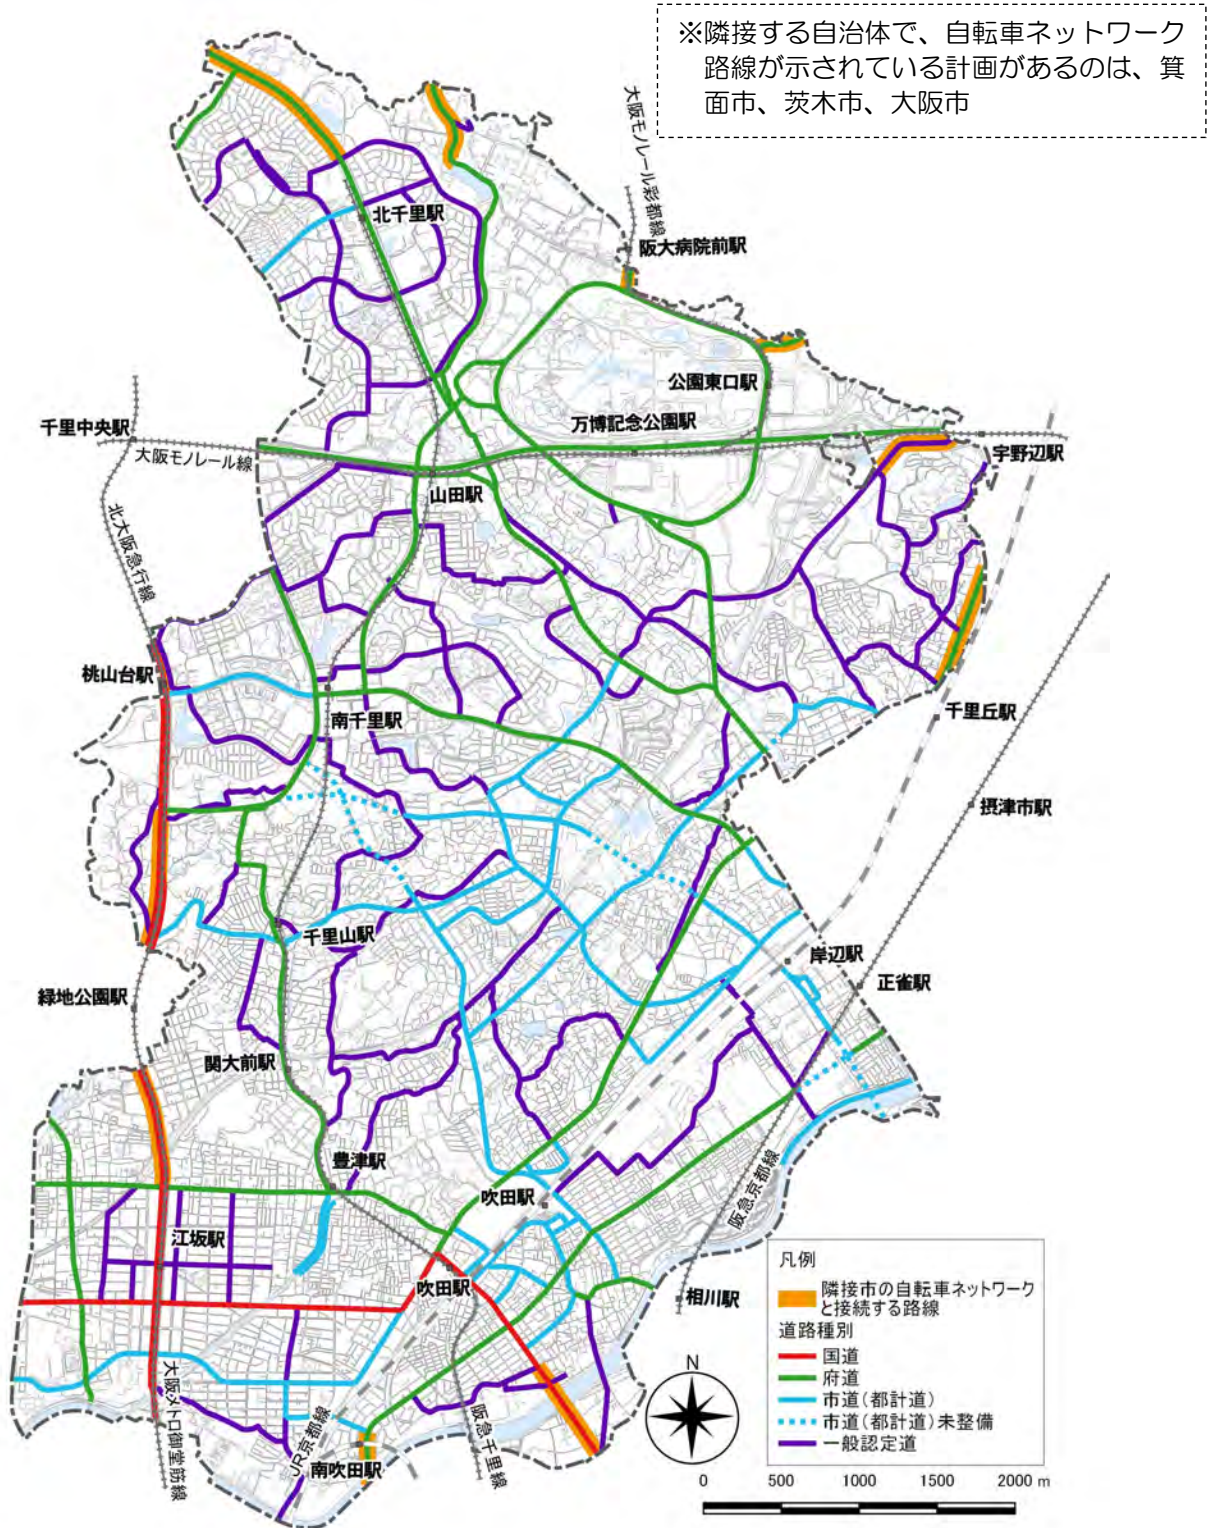 ※隣接する自治体で、自転車ネットワーク
路線が示されている計画があるのは、箕
面市、茨木市、大阪市
大阪モノレール彩都線
北千里駅
阪大病院前駅
公園東口駅
千里中央駅
万博記念公園駅
大阪モノレール線
宇野辺駅
山田駅
北大阪急行線
桃山台駅
南千里駅
千里丘駅
摂津市駅
千里山駅
岸辺駅
正雀駅
緑地公園駅
関大前駅
豊津駅
吹田駅
阪急京都線
江坂駅
吹田駅
相川駅
大阪メトロ御堂筋線
JR京都線
阪急千里線
南吹田駅
凡例
隣接市の自転車ネットワーク
と接続する路線
道路種別
国道
府道
市道(都計道)
市道(都計道)未整備
一般認定道
N
0 500 1000 1500 2000 m